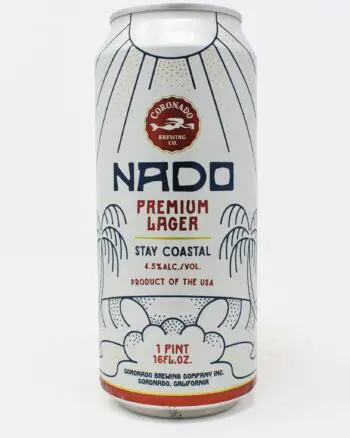 CORONADO
BREWING
CO.
NADO
PREMIUM
LAGER
STAY COASTAL
4.5%ALC./VOL.
PRODUCT OF THE USA
1 PINT
16FL.OZ.
CORONADO BREWING COMPANY INC.
CORONADO, CALIFORNIA